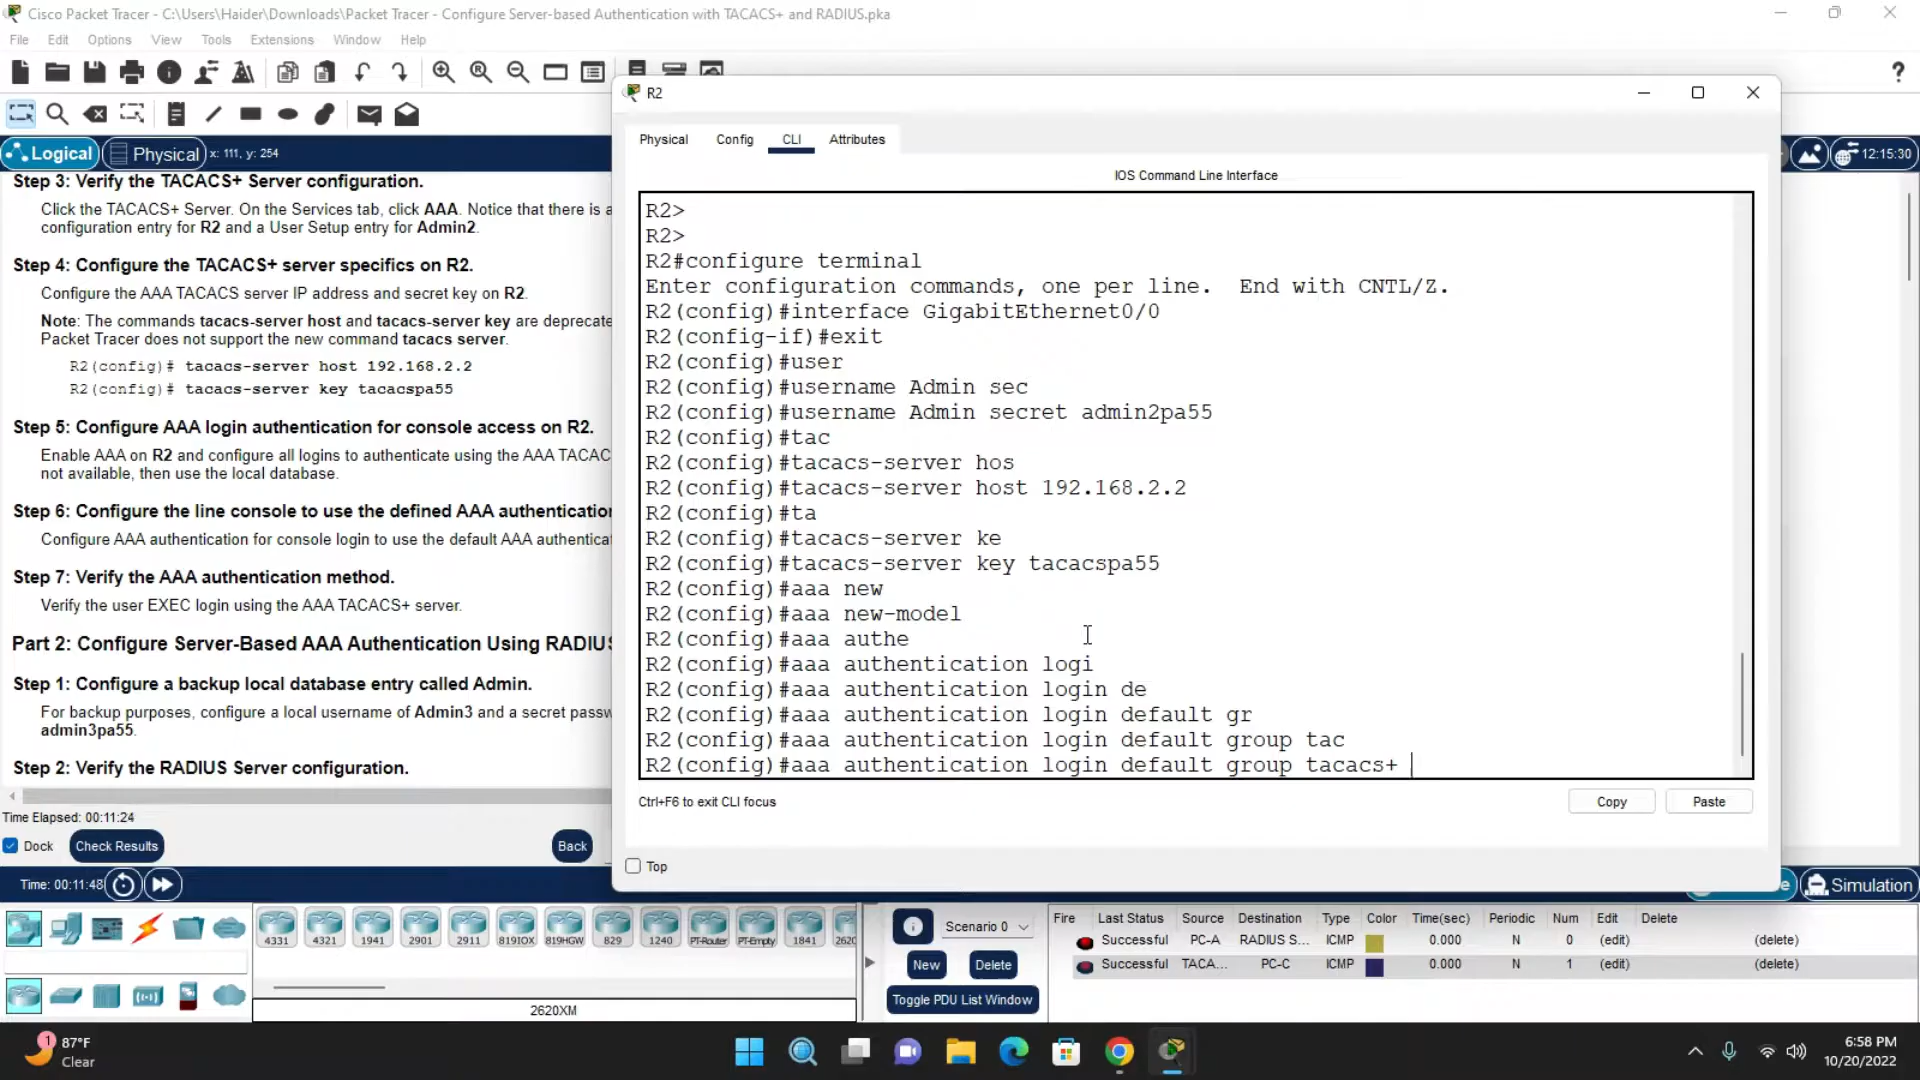 Cisco Packet Tracer - C:\Users\Haider\Downloads\Packet Tracer - Configure Server-based Authentication with TACACS+ and RADIUS.pka
File Edit Options View Tools Extensions Window Help
Logical Physical x: 111, y: 254
12:15:30
Step 3: Verify the TACACS+ Server configuration.
Click the TACACS+ Server. On the Services tab, click AAA. Notice that there is a
configuration entry for R2 and a User Setup entry for Admin2.
Step 4: Configure the TACACS+ server specifics on R2.
Configure the AAA TACACS server IP address and secret key on R2.
Note: The commands tacacs-server host and tacacs-server key are deprecate
Packet Tracer does not support the new command tacacs server.
R2(config)# tacacs-server host 192.168.2.2
R2(config)# tacacs-server key tacacspa55
Step 5: Configure AAA login authentication for console access on R2.
Enable AAA on R2 and configure all logins to authenticate using the AAA TACAC
not available, then use the local database.
Step 6: Configure the line console to use the defined AAA authentication
Configure AAA authentication for console login to use the default AAA authentica
Step 7: Verify the AAA authentication method.
Verify the user EXEC login using the AAA TACACS+ server.
Part 2: Configure Server-Based AAA Authentication Using RADIUS
Step 1: Configure a backup local database entry called Admin.
For backup purposes, configure a local username of Admin3 and a secret passw
admin3pa55.
Step 2: Verify the RADIUS Server configuration.
Time Elapsed: 00:11:24
Dock Check Results Back
R2
Physical Config CLI Attributes
IOS Command Line Interface
R2>
R2>
R2#configure terminal
Enter configuration commands, one per line. End with CNTL/Z.
R2(config)#interface GigabitEthernet0/0
R2(config-if)#exit
R2(config)#user
R2(config)#username Admin sec
R2(config)#username Admin secret admin2pa55
R2(config)#tac
R2(config)#tacacs-server hos
R2(config)#tacacs-server host 192.168.2.2
R2(config)#ta
R2(config)#tacacs-server ke
R2(config)#tacacs-server key tacacspa55
R2(config)#aaa new
R2(config)#aaa new-model
R2(config)#aaa authe
R2(config)#aaa authentication logi
R2(config)#aaa authentication login de
R2(config)#aaa authentication login default gr
R2(config)#aaa authentication login default group tac
R2(config)#aaa authentication login default group tacacs+
Ctrl+F6 to exit CLI focus
Copy Paste
Top
Time: 00:11:48
Simulation
4331 4321 1941 2901 2911 819IOX 819HGW 829 1240 PT-Router PT-Empty 1841 2620
2620XM
Scenario 0
New Delete
Toggle PDU List Window
Fire Last Status Source Destination Type Color Time(sec) Periodic Num Edit Delete
Successful PC-A RADIUS S... ICMP 0.000 N 0 (edit) (delete)
Successful TACA... PC-C ICMP 0.000 N 1 (edit) (delete)
1
87°F
Clear
6:58 PM
10/20/2022